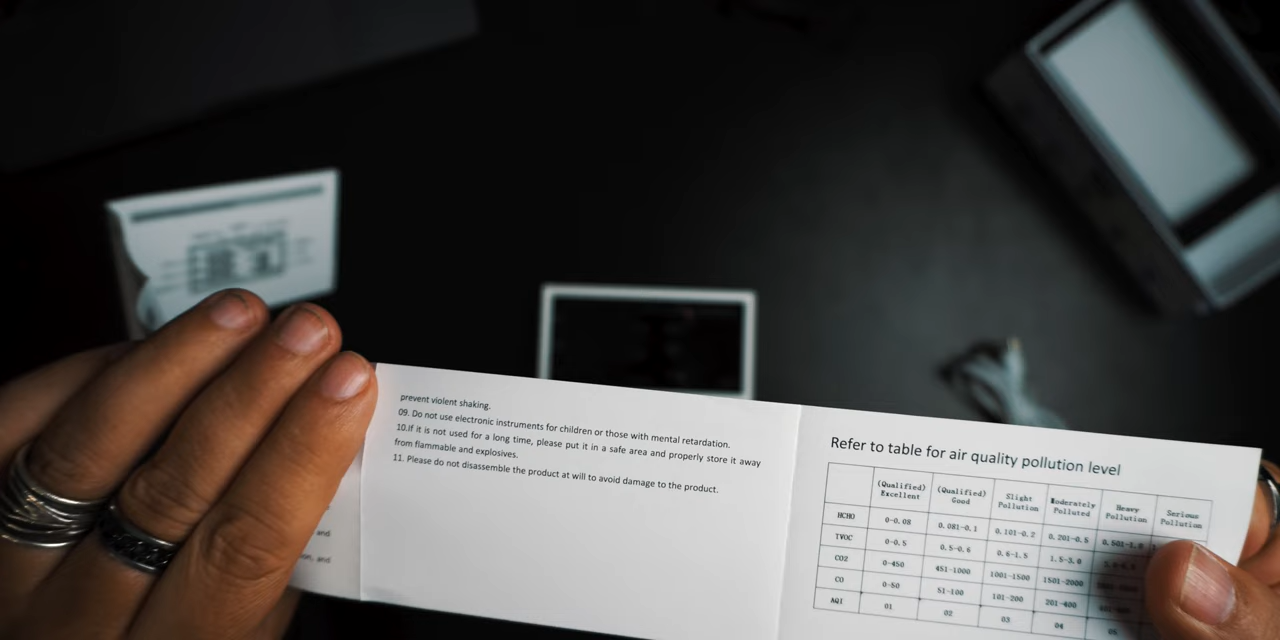 prevent violent shaking.
09. Do not use electronic instruments for children or those with mental retardation.
10.If it is not used for a long time, please put it in a safe area and properly store it away
from flammable and explosives.
11. Please do not disassemble the product at will to avoid damage to the product.
and
and
Refer to table for air quality pollution level
(Qualified) Excellent (Qualified) Good Slight Pollution Moderately Polluted Heavy Pollution Serious Pollution
HCHO 0-0.08 0.081-0.1 0.101-0.2 0.201-0.5
TVOC 0-0.5 0.5-0.6 0.6-1.5 1.5-3.0
CO2 0-450 451-1000 1001-1500 1501-2000
CO 0-50 51-100 101-200 201-400
AQI 01 02 03 04 05